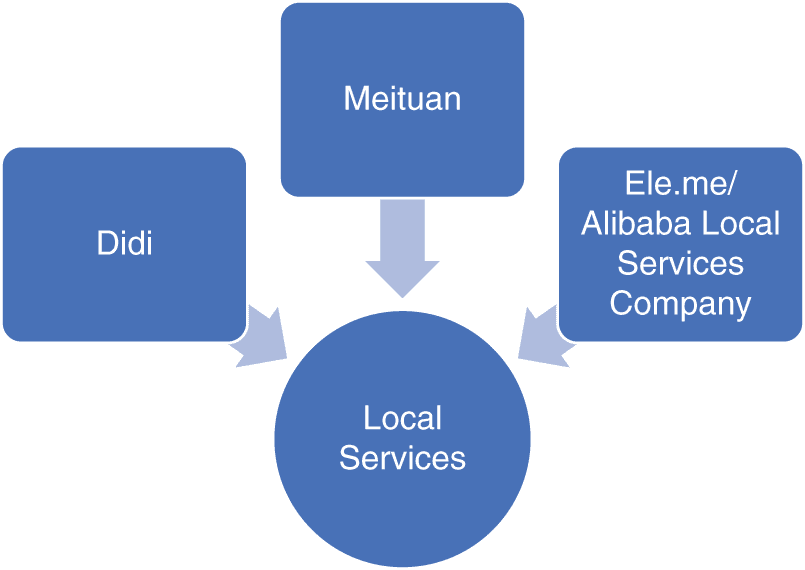 Meituan
Didi
Ele.me/
Alibaba Local
Services
Company
Local
Services